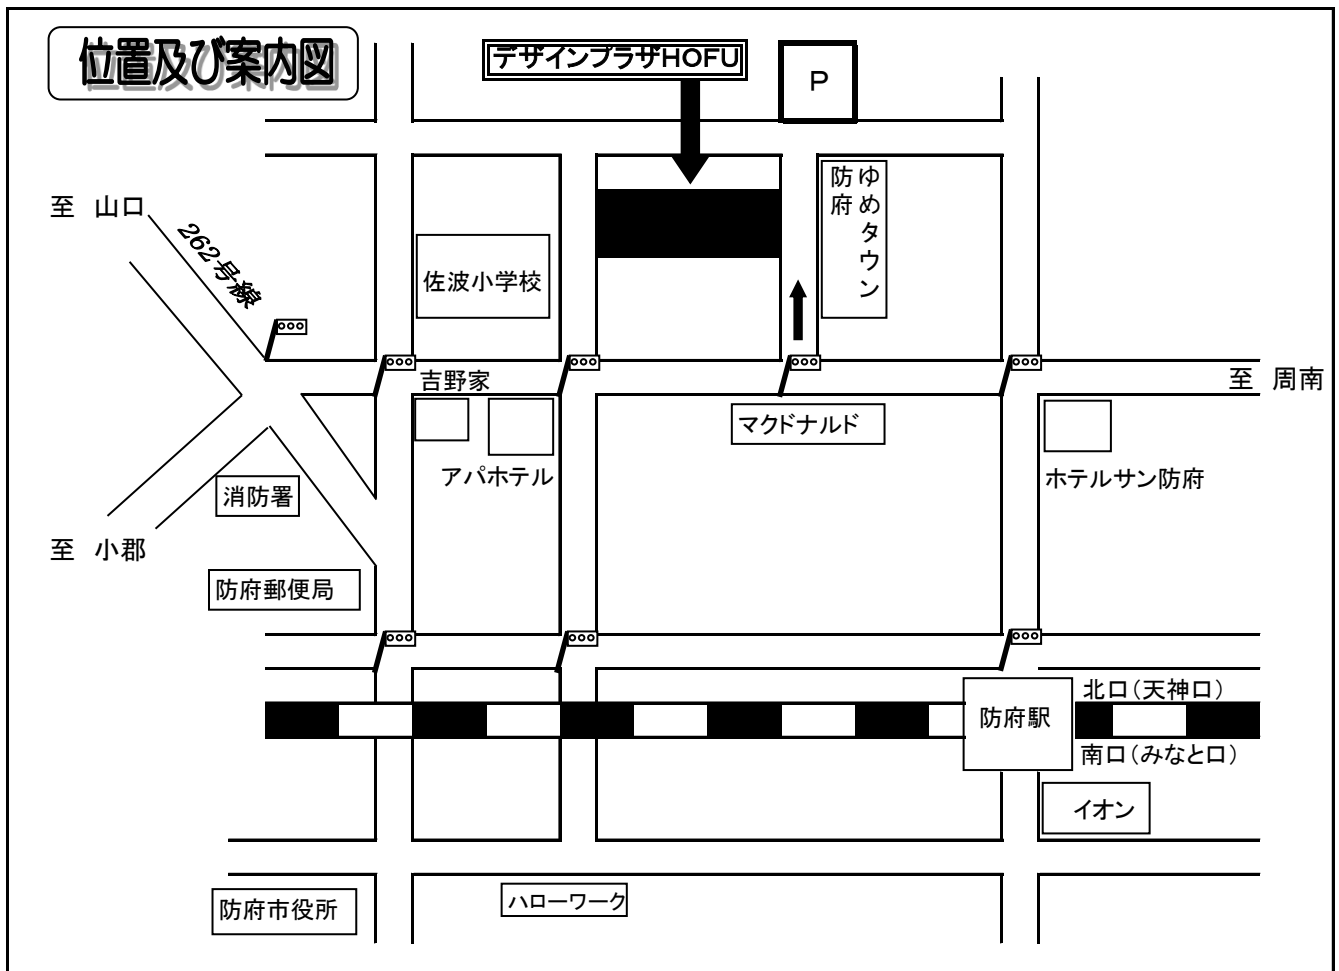 位置及び案内図
デザインプラザHOFU
P
ゆめタウン
防府
至 山口
262号線
佐波小学校
吉野家
至 周南
マクドナルド
アパホテル
ホテルサン防府
消防署
至 小郡
防府郵便局
北口(天神口)
防府駅
南口(みなと口)
イオン
ハローワーク
防府市役所